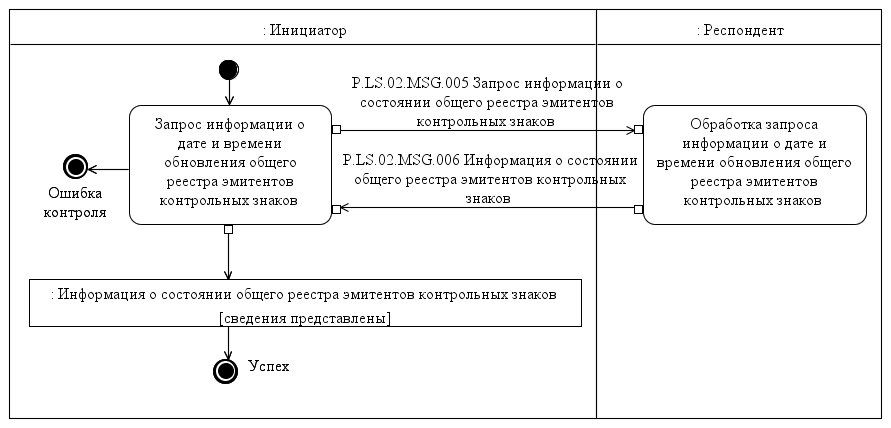 : Инициатор
: Респондент
P.LS.02.MSG.005 Запрос информации о
состоянии общего реестра эмитентов
контрольных знаков
Запрос информации о
дате и времени
обновления общего
реестра эмитентов
контрольных знаков
Обработка запроса
информации о дате и
времени обновления общего
реестра эмитентов
контрольных знаков
P.LS.02.MSG.006 Информация о состоянии
общего реестра эмитентов контрольных
знаков
Ошибка
контроля
: Информация о состоянии общего реестра эмитентов контрольных знаков
[сведения представлены]
Успех